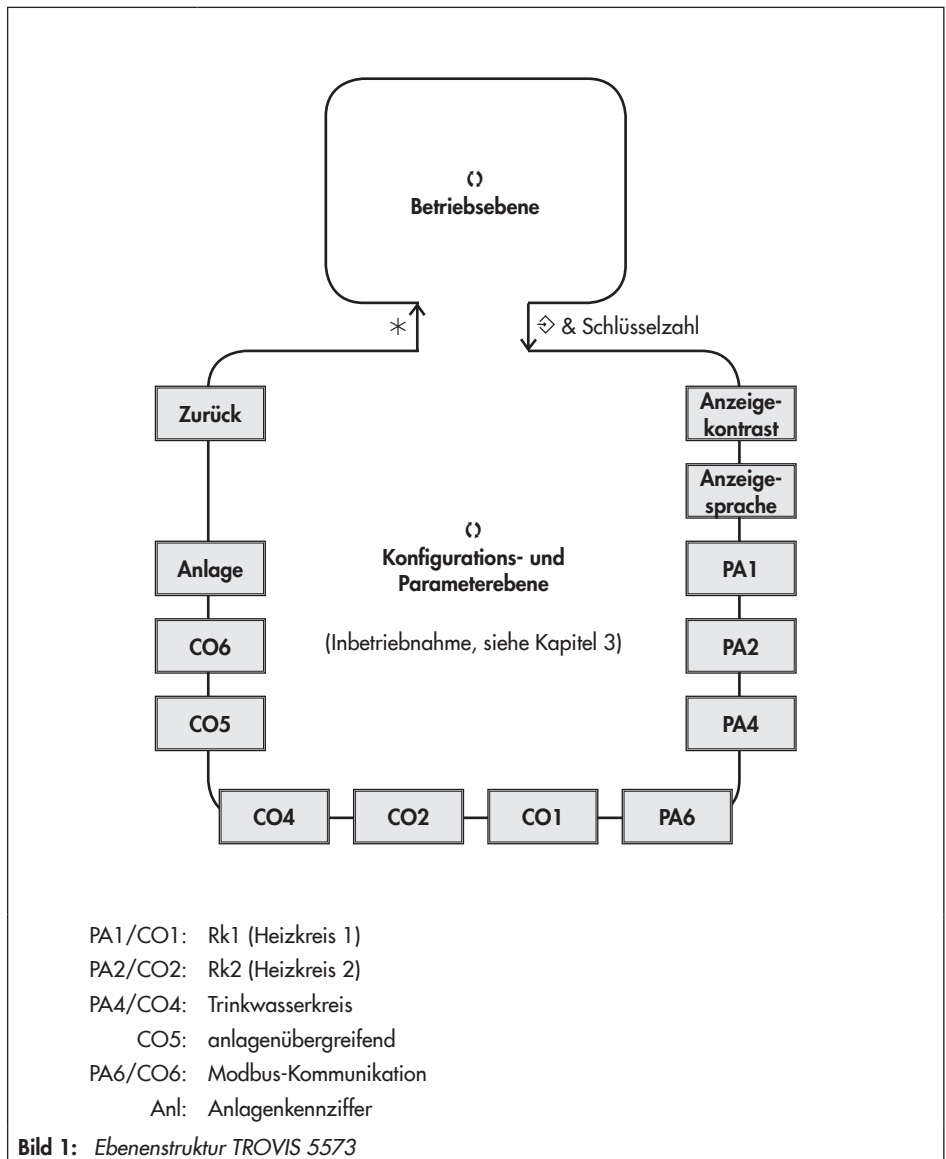 Betriebsebene
* & Schlüsselzahl
Zurück
Anzeige-
kontrast
Anzeige-
sprache
Anlage
Konfigurations- und
Parameterebene
PA1
CO6
(Inbetriebnahme, siehe Kapitel 3)
PA2
CO5
PA4
CO4
CO2
CO1
PA6
PA1/CO1: Rk1 (Heizkreis 1)
PA2/CO2: Rk2 (Heizkreis 2)
PA4/CO4: Trinkwasserkreis
CO5: anlagenübergreifend
PA6/CO6: Modbus-Kommunikation
Anl: Anlagenkennziffer
Bild 1: Ebenenstruktur TROVIS 5573